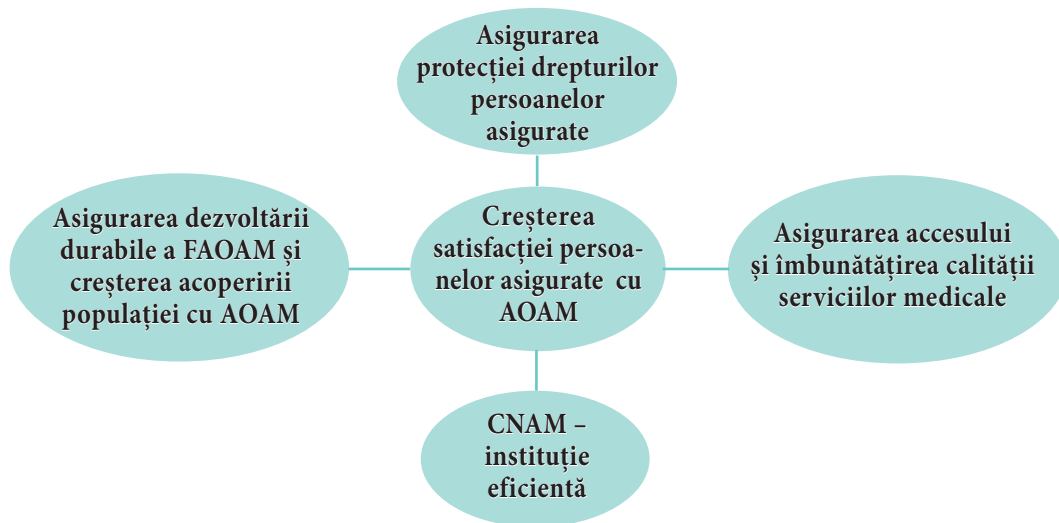 Asigurarea
protecției drepturilor
persoanelor
asigurate
Asigurarea dezvoltării
durabile a FAOAM și
creșterea acoperirii
populației cu AOAM
Creșterea
satisfacției persoa-
nelor asigurate cu
AOAM
Asigurarea accesului
și îmbunătățirea calității
serviciilor medicale
CNAM –
instituție
eficientă